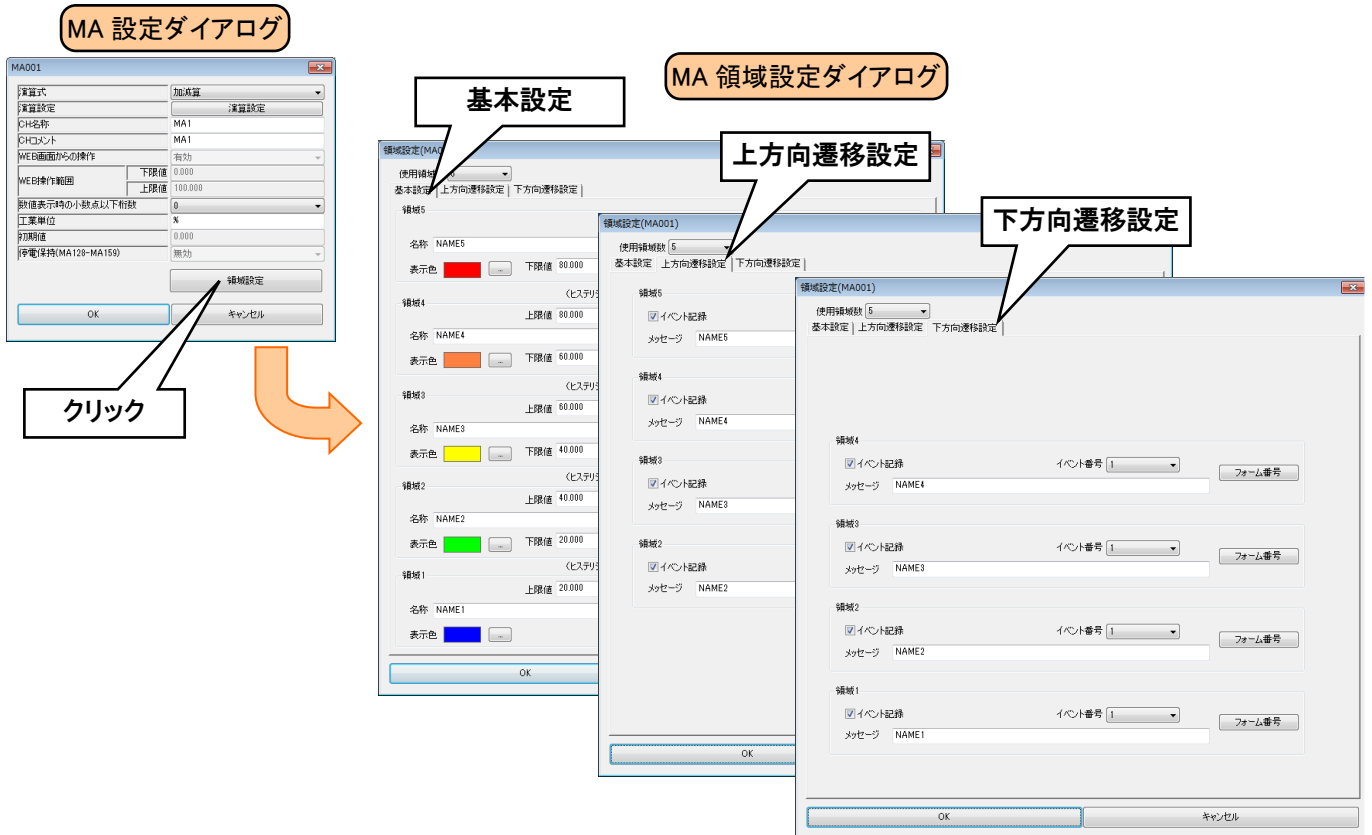 MA 設定ダイアログ
MA001
演算式 加減算
演算設定 演算設定
CH名称 MA1
CHコメント MA1
WEB画面からの操作 有効
WEB操作範囲 下限値 0.000
上限値 100.000
数値表示時の小数点以下桁数 0
工業単位 %
初期値 0.000
停電保持(MA128-MA159) 無効
領域設定
OK キャンセル
クリック
MA 領域設定ダイアログ
基本設定
領域設定(MA0
使用領域
基本設定 上方向遷移設定 下方向遷移設定
領域5
名称 NAME5
表示色 ... 下限値 80.000
(ヒステリシ
領域4
上限値 80.000
名称 NAME4
表示色 ... 下限値 60.000
(ヒステリシ
領域3
上限値 60.000
名称 NAME3
表示色 ... 下限値 40.000
(ヒステリシ
領域2
上限値 40.000
名称 NAME2
表示色 ... 下限値 20.000
(ヒステリシ
領域1
上限値 20.000
名称 NAME1
表示色 ...
OK
上方向遷移設定
領域設定(MA001)
使用領域数 5
基本設定 上方向遷移設定 下方向遷移設定
領域5
イベント記録
メッセージ NAME5
領域4
イベント記録
メッセージ NAME4
領域3
イベント記録
メッセージ NAME3
領域2
イベント記録
メッセージ NAME2
OK
下方向遷移設定
領域設定(MA001)
使用領域数 5
基本設定 上方向遷移設定 下方向遷移設定
領域4
イベント記録 イベント番号 1 フォーム番号
メッセージ NAME4
領域3
イベント記録 イベント番号 1 フォーム番号
メッセージ NAME3
領域2
イベント記録 イベント番号 1 フォーム番号
メッセージ NAME2
領域1
イベント記録 イベント番号 1 フォーム番号
メッセージ NAME1
OK キャンセル